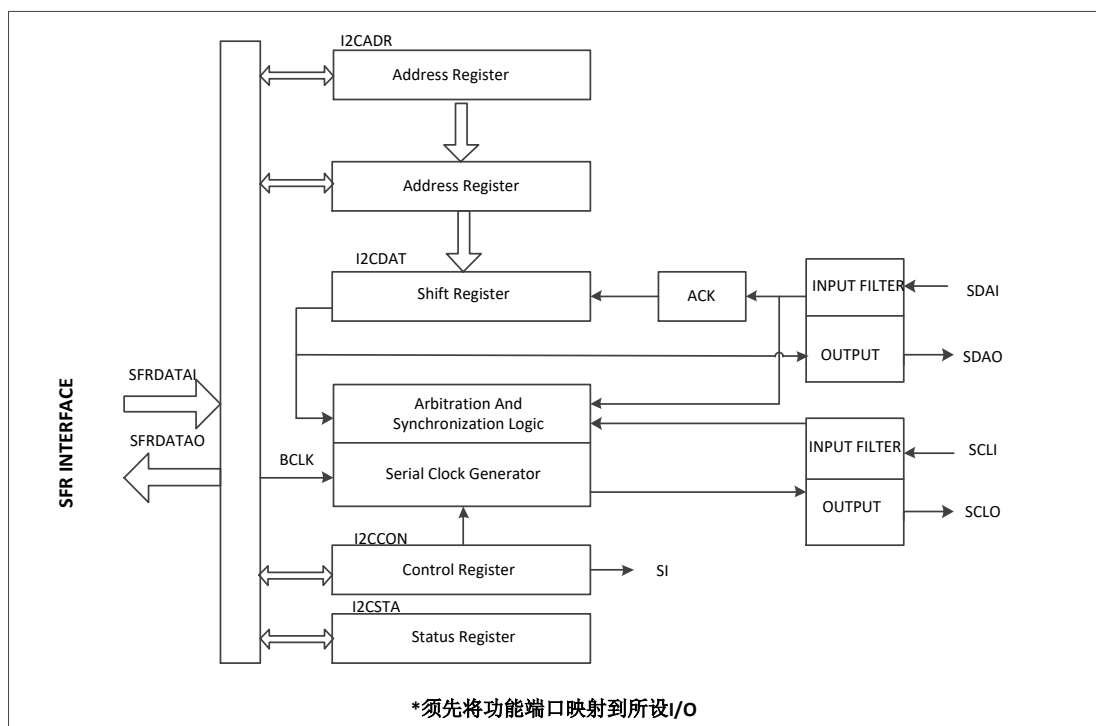 I2CADR
Address Register
Address Register
I2CDAT
Shift Register
ACK
INPUT FILTER
SDAI
OUTPUT
SDAO
SFR INTERFACE
SFRDATAI
SFRDATAO
Arbitration And
Synchronization Logic
BCLK
Serial Clock Generator
INPUT FILTER
SCLI
OUTPUT
SCLO
I2CCON
Control Register
SI
I2CSTA
Status Register
*须先将功能端口映射到所设I/O